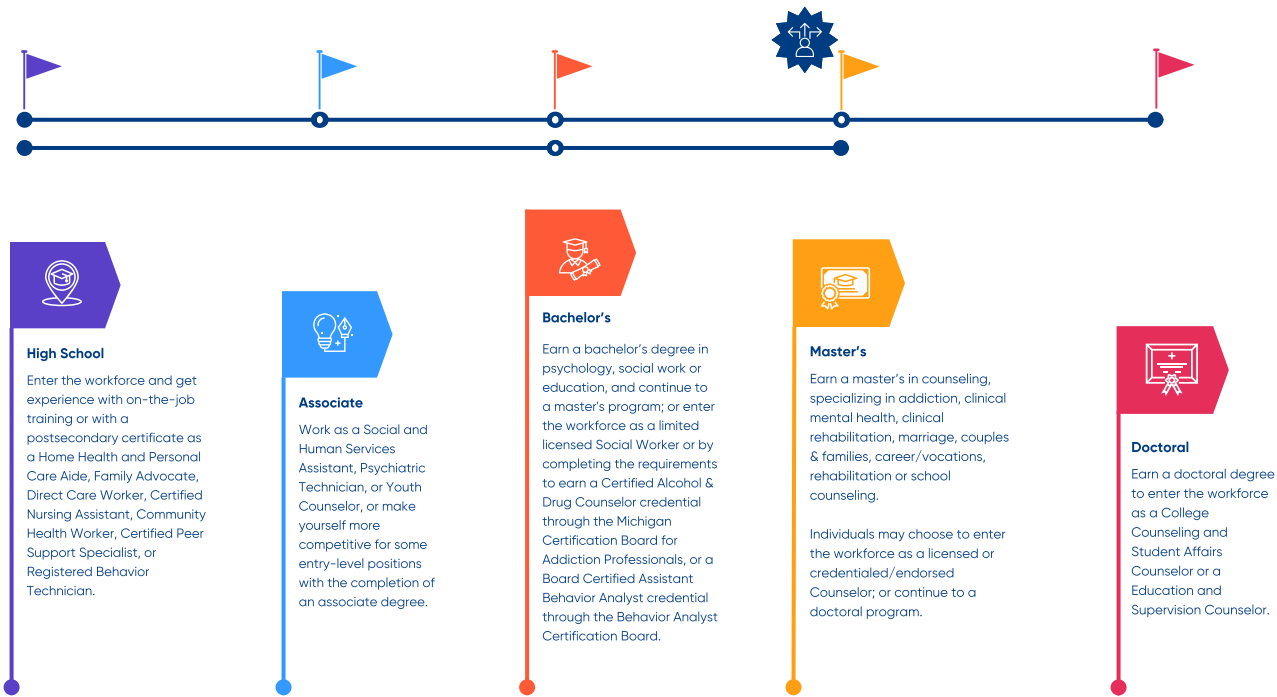 High School
Enter the workforce and get
experience with on-the-job
training or with a
postsecondary certificate as
a Home Health and Personal
Care Aide, Family Advocate,
Direct Care Worker, Certified
Nursing Assistant, Community
Health Worker, Certified Peer
Support Specialist, or
Registered Behavior
Technician.
Associate
Work as a Social and
Human Services
Assistant, Psychiatric
Technician, or Youth
Counselor, or make
yourself more
competitive for some
entry-level positions
with the completion of
an associate degree.
Bachelor's
Earn a bachelor's degree in
psychology, social work or
education, and continue to
a master's program; or enter
the workforce as a limited
licensed Social Worker or by
completing the requirements
to earn a Certified Alcohol &
Drug Counselor credential
through the Michigan
Certification Board for
Addiction Professionals, or a
Board Certified Assistant
Behavior Analyst credential
through the Behavior Analyst
Certification Board.
Master's
Earn a master's in counseling,
specializing in addiction, clinical
mental health, clinical
rehabilitation, marriage, couples
& families, career/vocations,
rehabilitation or school
counseling.
Individuals may choose to enter
the workforce as a licensed or
credentialed/endorsed
Counselor; or continue to a
doctoral program.
Doctoral
Earn a doctoral degree
to enter the workforce
as a College
Counseling and
Student Affairs
Counselor or a
Education and
Supervision Counselor.